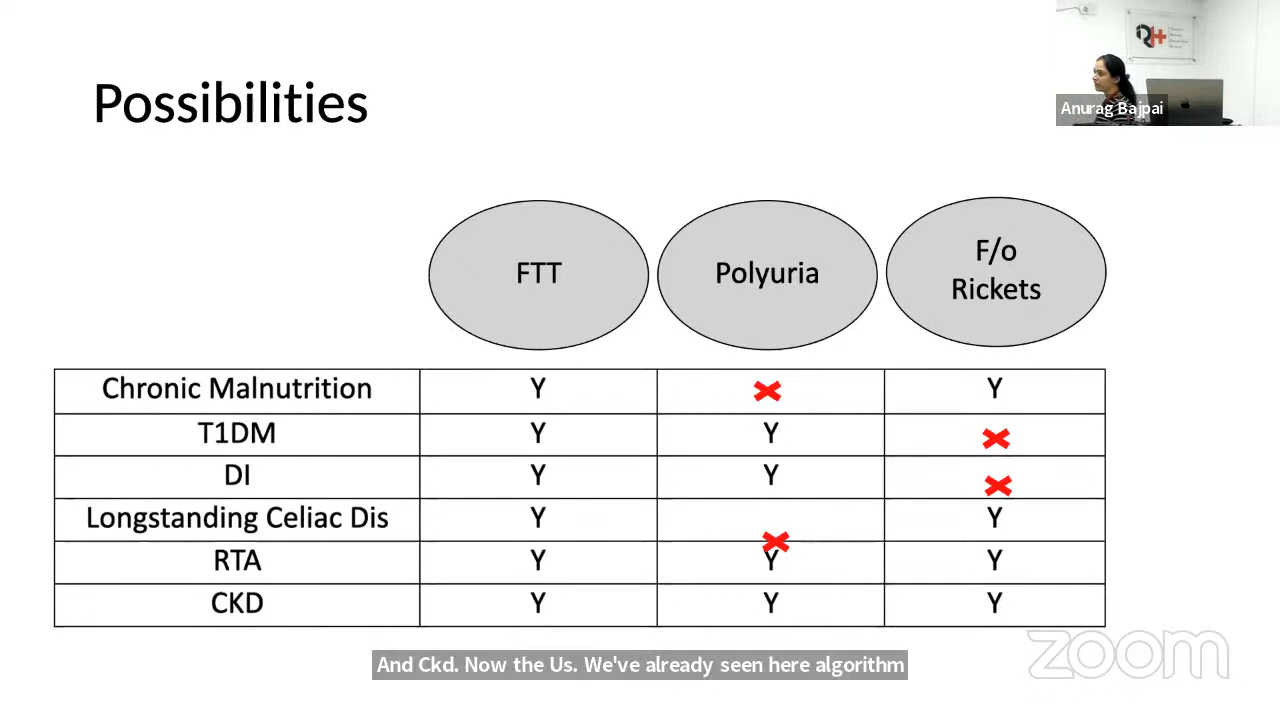 Possibilities
Anurag Bajpai
FTT
Polyuria
F/o
Rickets
Chronic Malnutrition Y Y
T1DM Y Y
DI Y Y
Longstanding Celiac Dis Y Y
RTA Y Y Y
CKD Y Y Y
And Ckd. Now the Us. We've already seen here algorithm
zoom